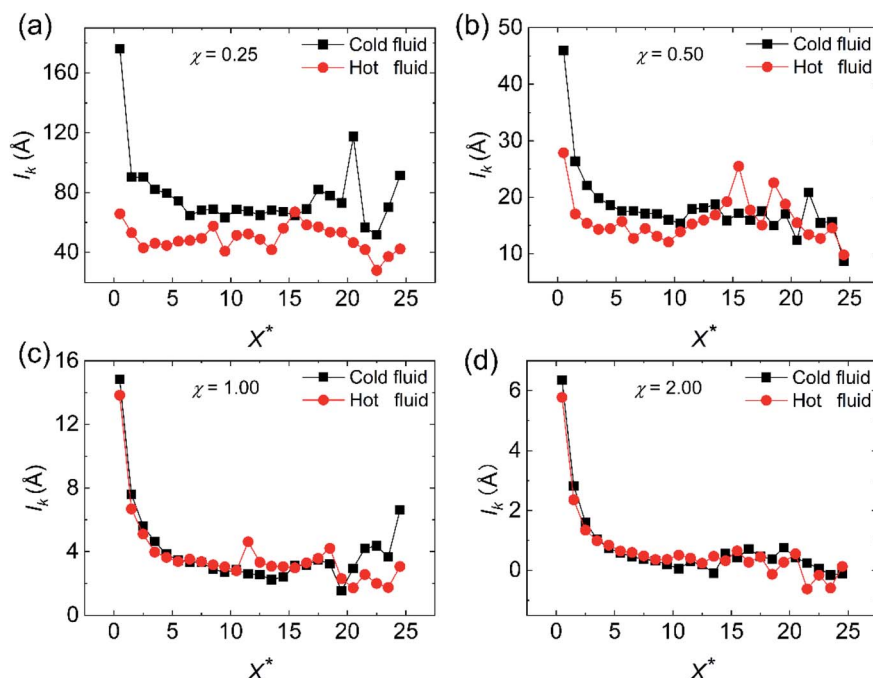 (a)
160
120
80
40
l_k (Å)
χ = 0.25
Cold fluid
Hot fluid
0 5 10 15 20 25
X*
(b)
50
40
30
20
10
l_k (Å)
χ = 0.50
Cold fluid
Hot fluid
0 5 10 15 20 25
X*
(c)
16
12
8
4
0
l_k (Å)
χ = 1.00
Cold fluid
Hot fluid
0 5 10 15 20 25
X*
(d)
6
4
2
0
l_k (Å)
χ = 2.00
Cold fluid
Hot fluid
0 5 10 15 20 25
X*